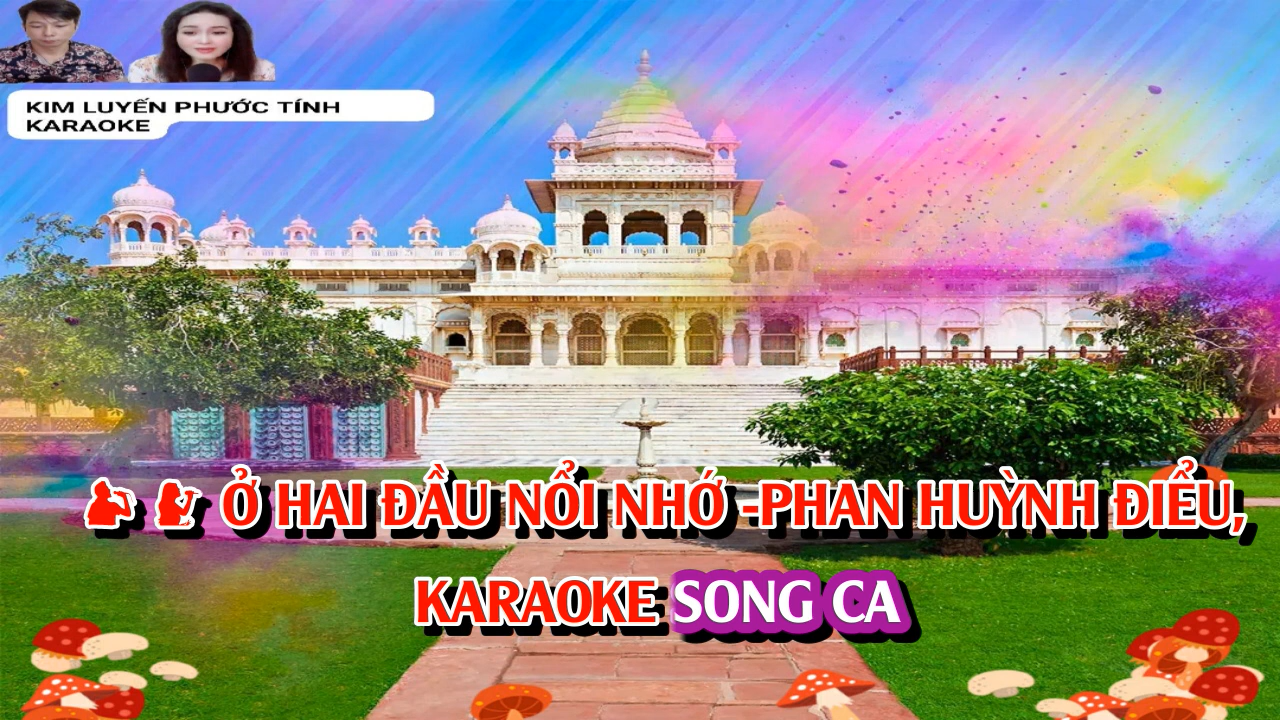 KIM LUYẾN PHƯỚC TÍNH
KARAOKE
Ở HAI ĐẦU NỔI NHỚ -PHAN HUỲNH ĐIỂU,
KARAOKE SONG CA